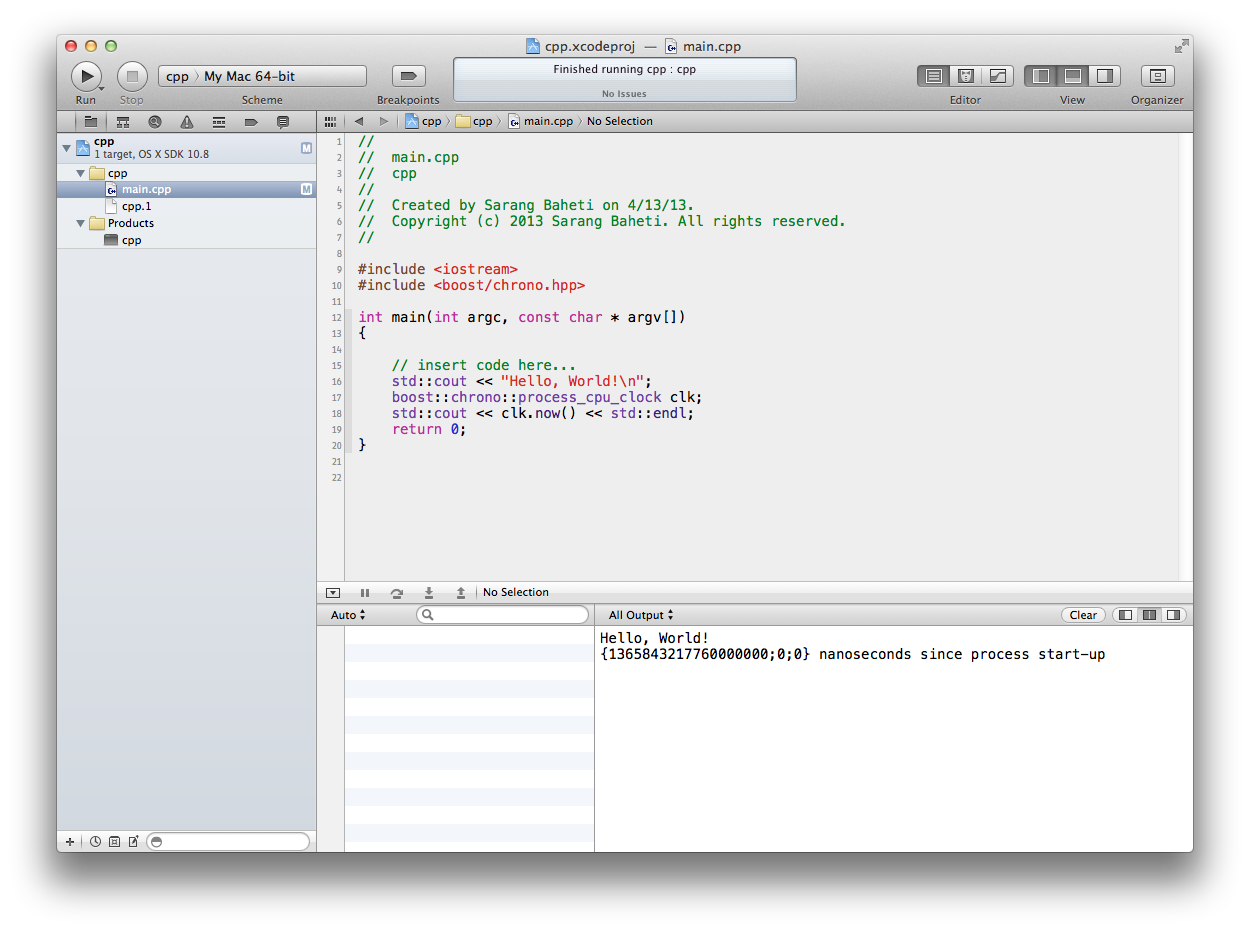 cpp.xcodeproj — main.cpp
Run
Stop
cpp 〉 My Mac 64-bit
Scheme
Breakpoints
Finished running cpp : cpp
No Issues
Editor
View
Organizer
cpp
1 target, OS X SDK 10.8
M
cpp
main.cpp
M
cpp.1
Products
cpp
cpp 〉 cpp 〉 main.cpp 〉 No Selection
1 //
2 //  main.cpp
3 //  cpp
4 //
5 //  Created by Sarang Baheti on 4/13/13.
6 //  Copyright (c) 2013 Sarang Baheti. All rights reserved.
7 //
8
9 #include <iostream>
10 #include <boost/chrono.hpp>
11
12 int main(int argc, const char * argv[])
13 {
14
15     // insert code here...
16     std::cout << "Hello, World!\n";
17     boost::chrono::process_cpu_clock clk;
18     std::cout << clk.now() << std::endl;
19     return 0;
20 }
21
22
No Selection
Auto
All Output
Clear
Hello, World!
{1365843217760000000;0;0} nanoseconds since process start-up